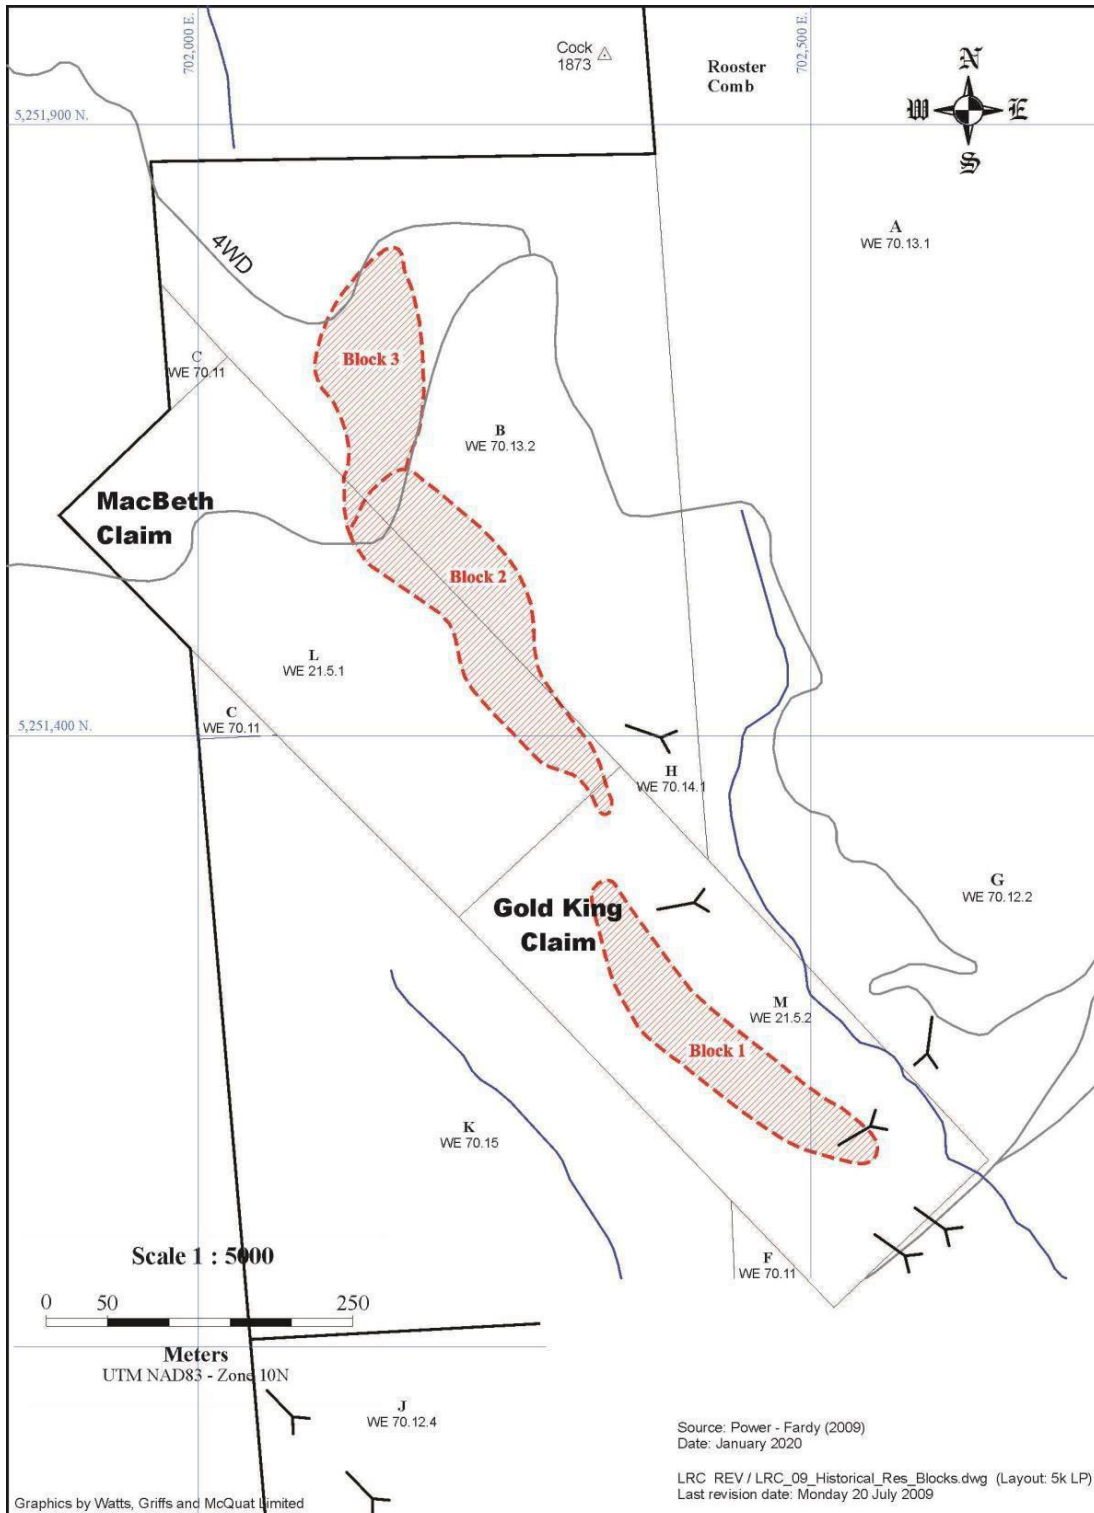 702,000 E.
702,500 E.
Cock
1873
Rooster
Comb
N
W
E
S
5,251,900 N.
A
WE 70.13.1
4WD
Block 3
C
WE 70.11
B
WE 70.13.2
MacBeth
Claim
Block 2
L
WE 21.5.1
C
WE 70.11
5,251,400 N.
H
WE 70.14.1
G
WE 70.12.2
Gold King
Claim
M
WE 21.5.2
Block 1
K
WE 70.15
F
WE 70.11
Scale 1 : 5000
0 50 250
Meters
UTM NAD83 - Zone 10N
J
WE 70.12.4
Source: Power - Fardy (2009)
Date: January 2020
LRC REV / LRC_09_Historical_Res_Blocks.dwg (Layout: 5k LP)
Last revision date: Monday 20 July 2009
Graphics by Watts, Griffs and McQuat Limited